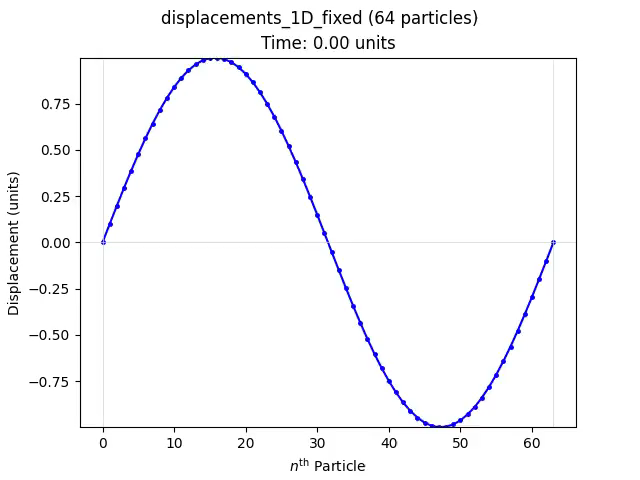 displacements_1D_fixed (64 particles)
Time: 0.00 units
0.75
0.50
0.25
0.00
−0.25
−0.50
−0.75
Displacement (units)
0 10 20 30 40 50 60
nth Particle